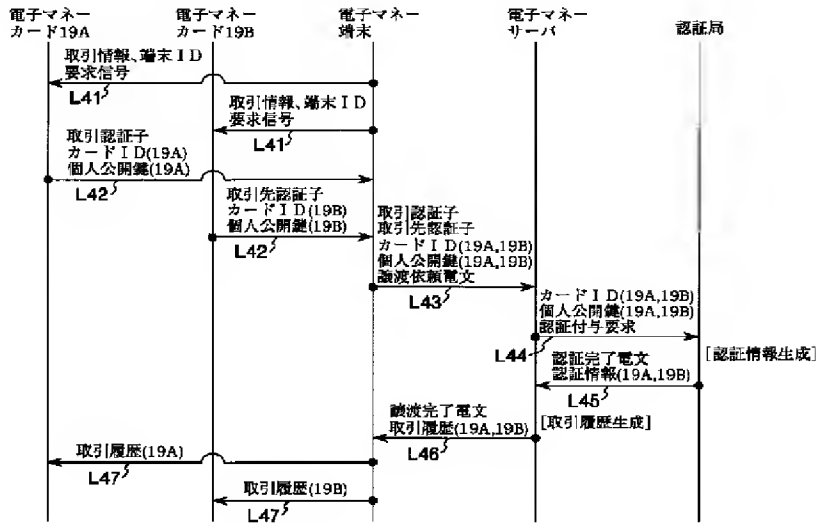 電子マネー
カード19A
電子マネー
カード19B
電子マネー
端末
電子マネー
サーバ
認証局
取引情報、端末ID
要求信号
L41
取引情報、端末ID
要求信号
L41
取引認証子
カードID(19A)
個人公開鍵(19A)
L42
取引先認証子
カードID(19B)
個人公開鍵(19B)
L42
取引認証子
取引先認証子
カードID(19A,19B)
個人公開鍵(19A,19B)
譲渡依頼電文
L43
カードID(19A,19B)
個人公開鍵(19A,19B)
認証付与要求
L44
[認証情報生成]
認証完了電文
認証情報(19A,19B)
L45
[取引履歴生成]
譲渡完了電文
取引履歴(19A,19B)
L46
取引履歴(19A)
L47
取引履歴(19B)
L47